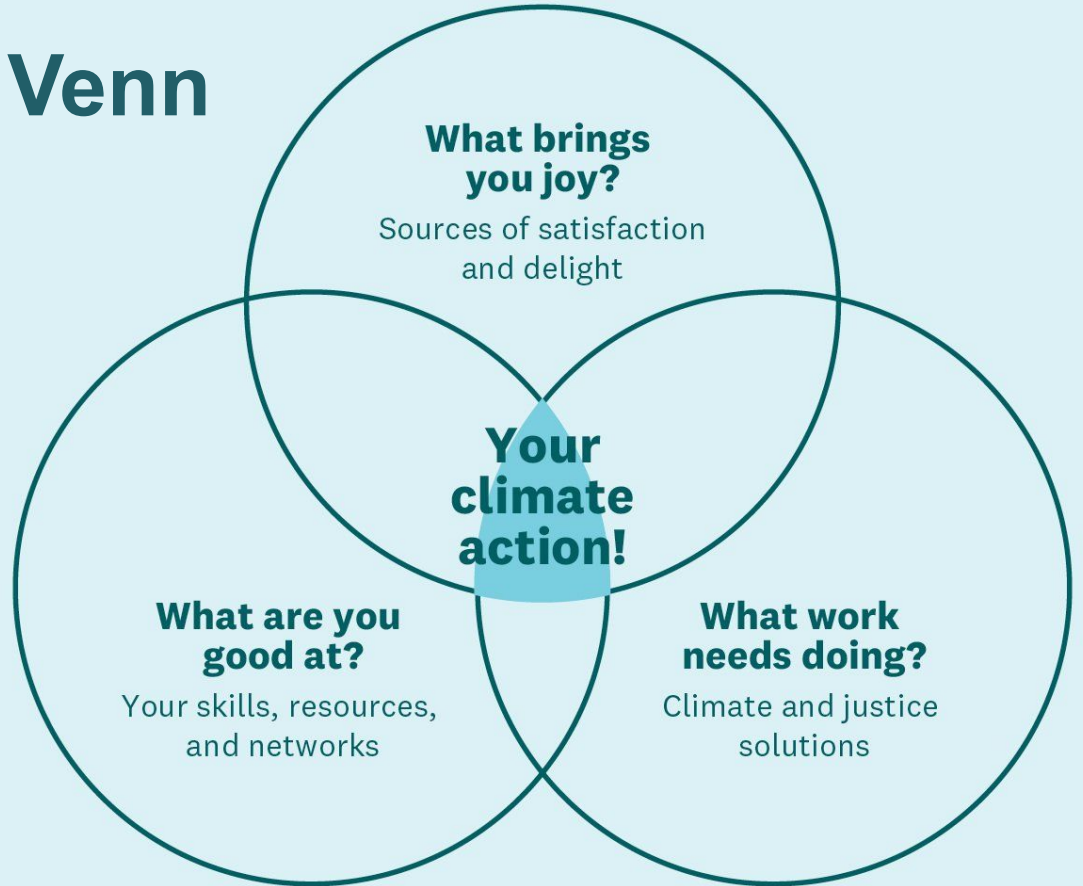 Venn
What brings
you joy?
Sources of satisfaction
and delight
Your
climate
action!
What are you
good at?
Your skills, resources,
and networks
What work
needs doing?
Climate and justice
solutions